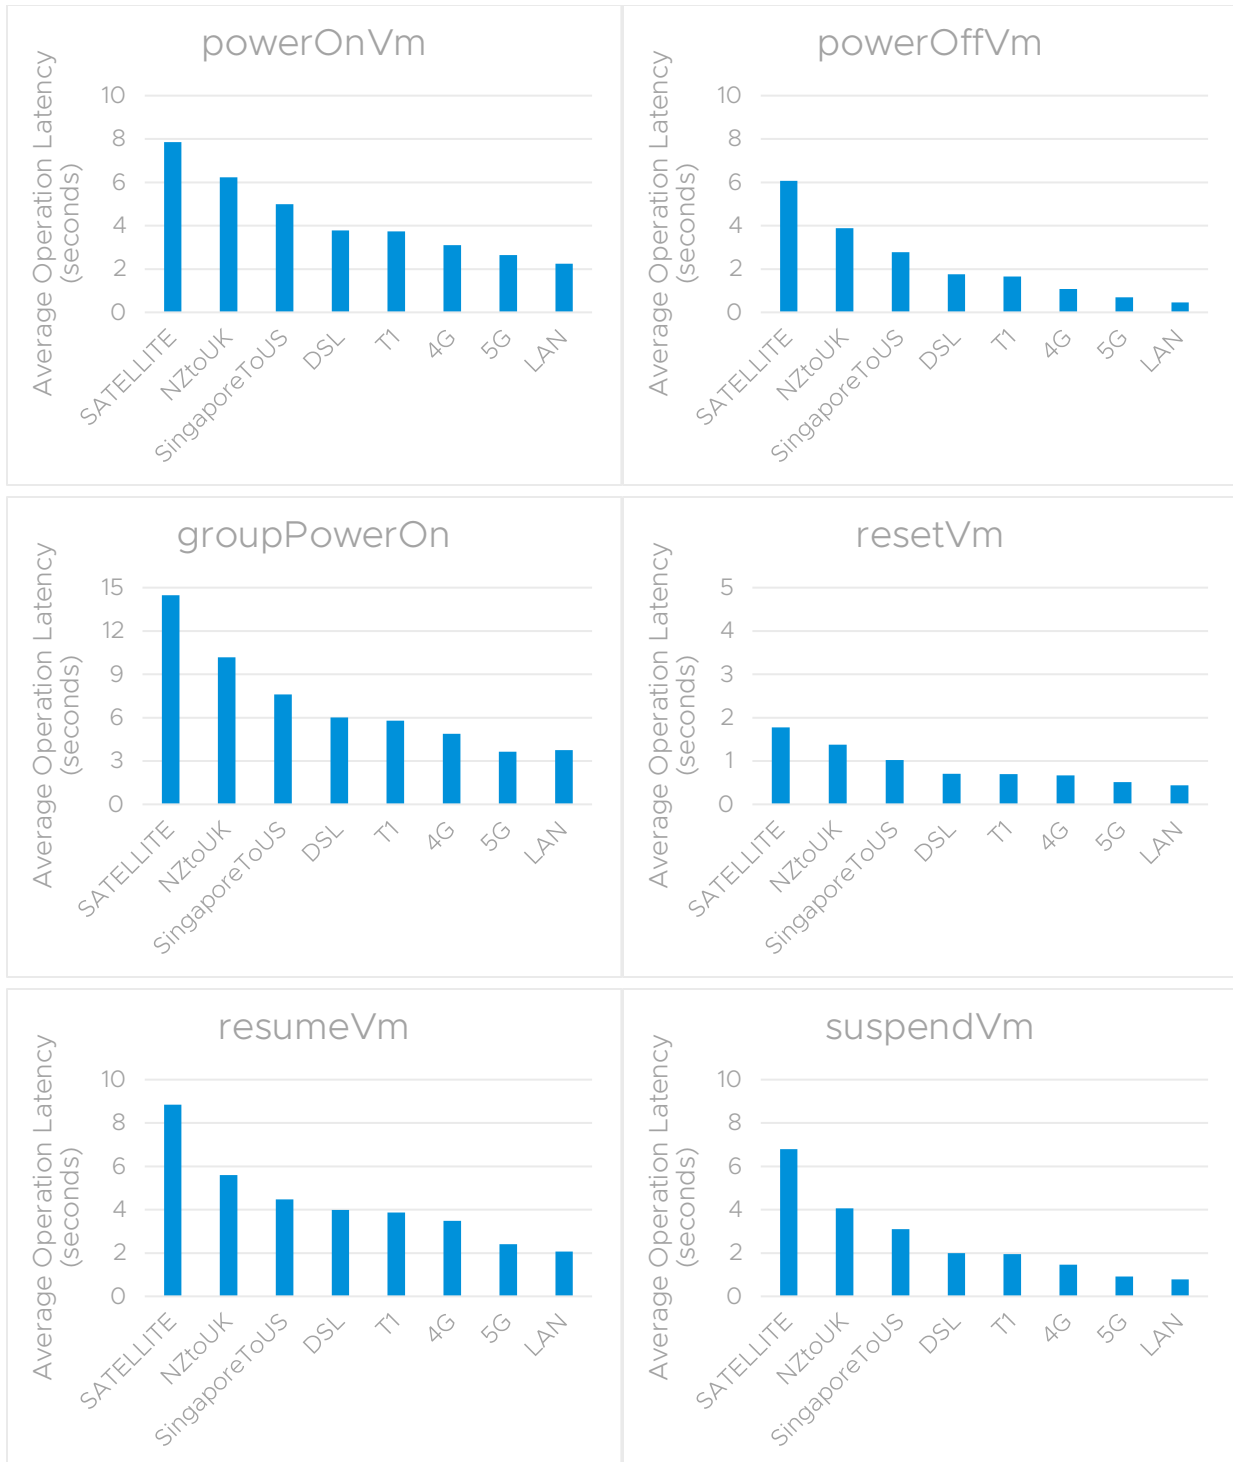 powerOnVm
Average Operation Latency
(seconds)
10
8
6
4
2
0
SATELLITE
NZtoUK
SingaporeToUS
DSL
T1
4G
5G
LAN
powerOffVm
Average Operation Latency
(seconds)
10
8
6
4
2
0
SATELLITE
NZtoUK
SingaporeToUS
DSL
T1
4G
5G
LAN
groupPowerOn
Average Operation Latency
(seconds)
15
12
9
6
3
0
SATELLITE
NZtoUK
SingaporeToUS
DSL
T1
4G
5G
LAN
resetVm
Average Operation Latency
(seconds)
5
4
3
2
1
0
SATELLITE
NZtoUK
SingaporeToUS
DSL
T1
4G
5G
LAN
resumeVm
Average Operation Latency
(seconds)
10
8
6
4
2
0
SATELLITE
NZtoUK
SingaporeToUS
DSL
T1
4G
5G
LAN
suspendVm
Average Operation Latency
(seconds)
10
8
6
4
2
0
SATELLITE
NZtoUK
SingaporeToUS
DSL
T1
4G
5G
LAN